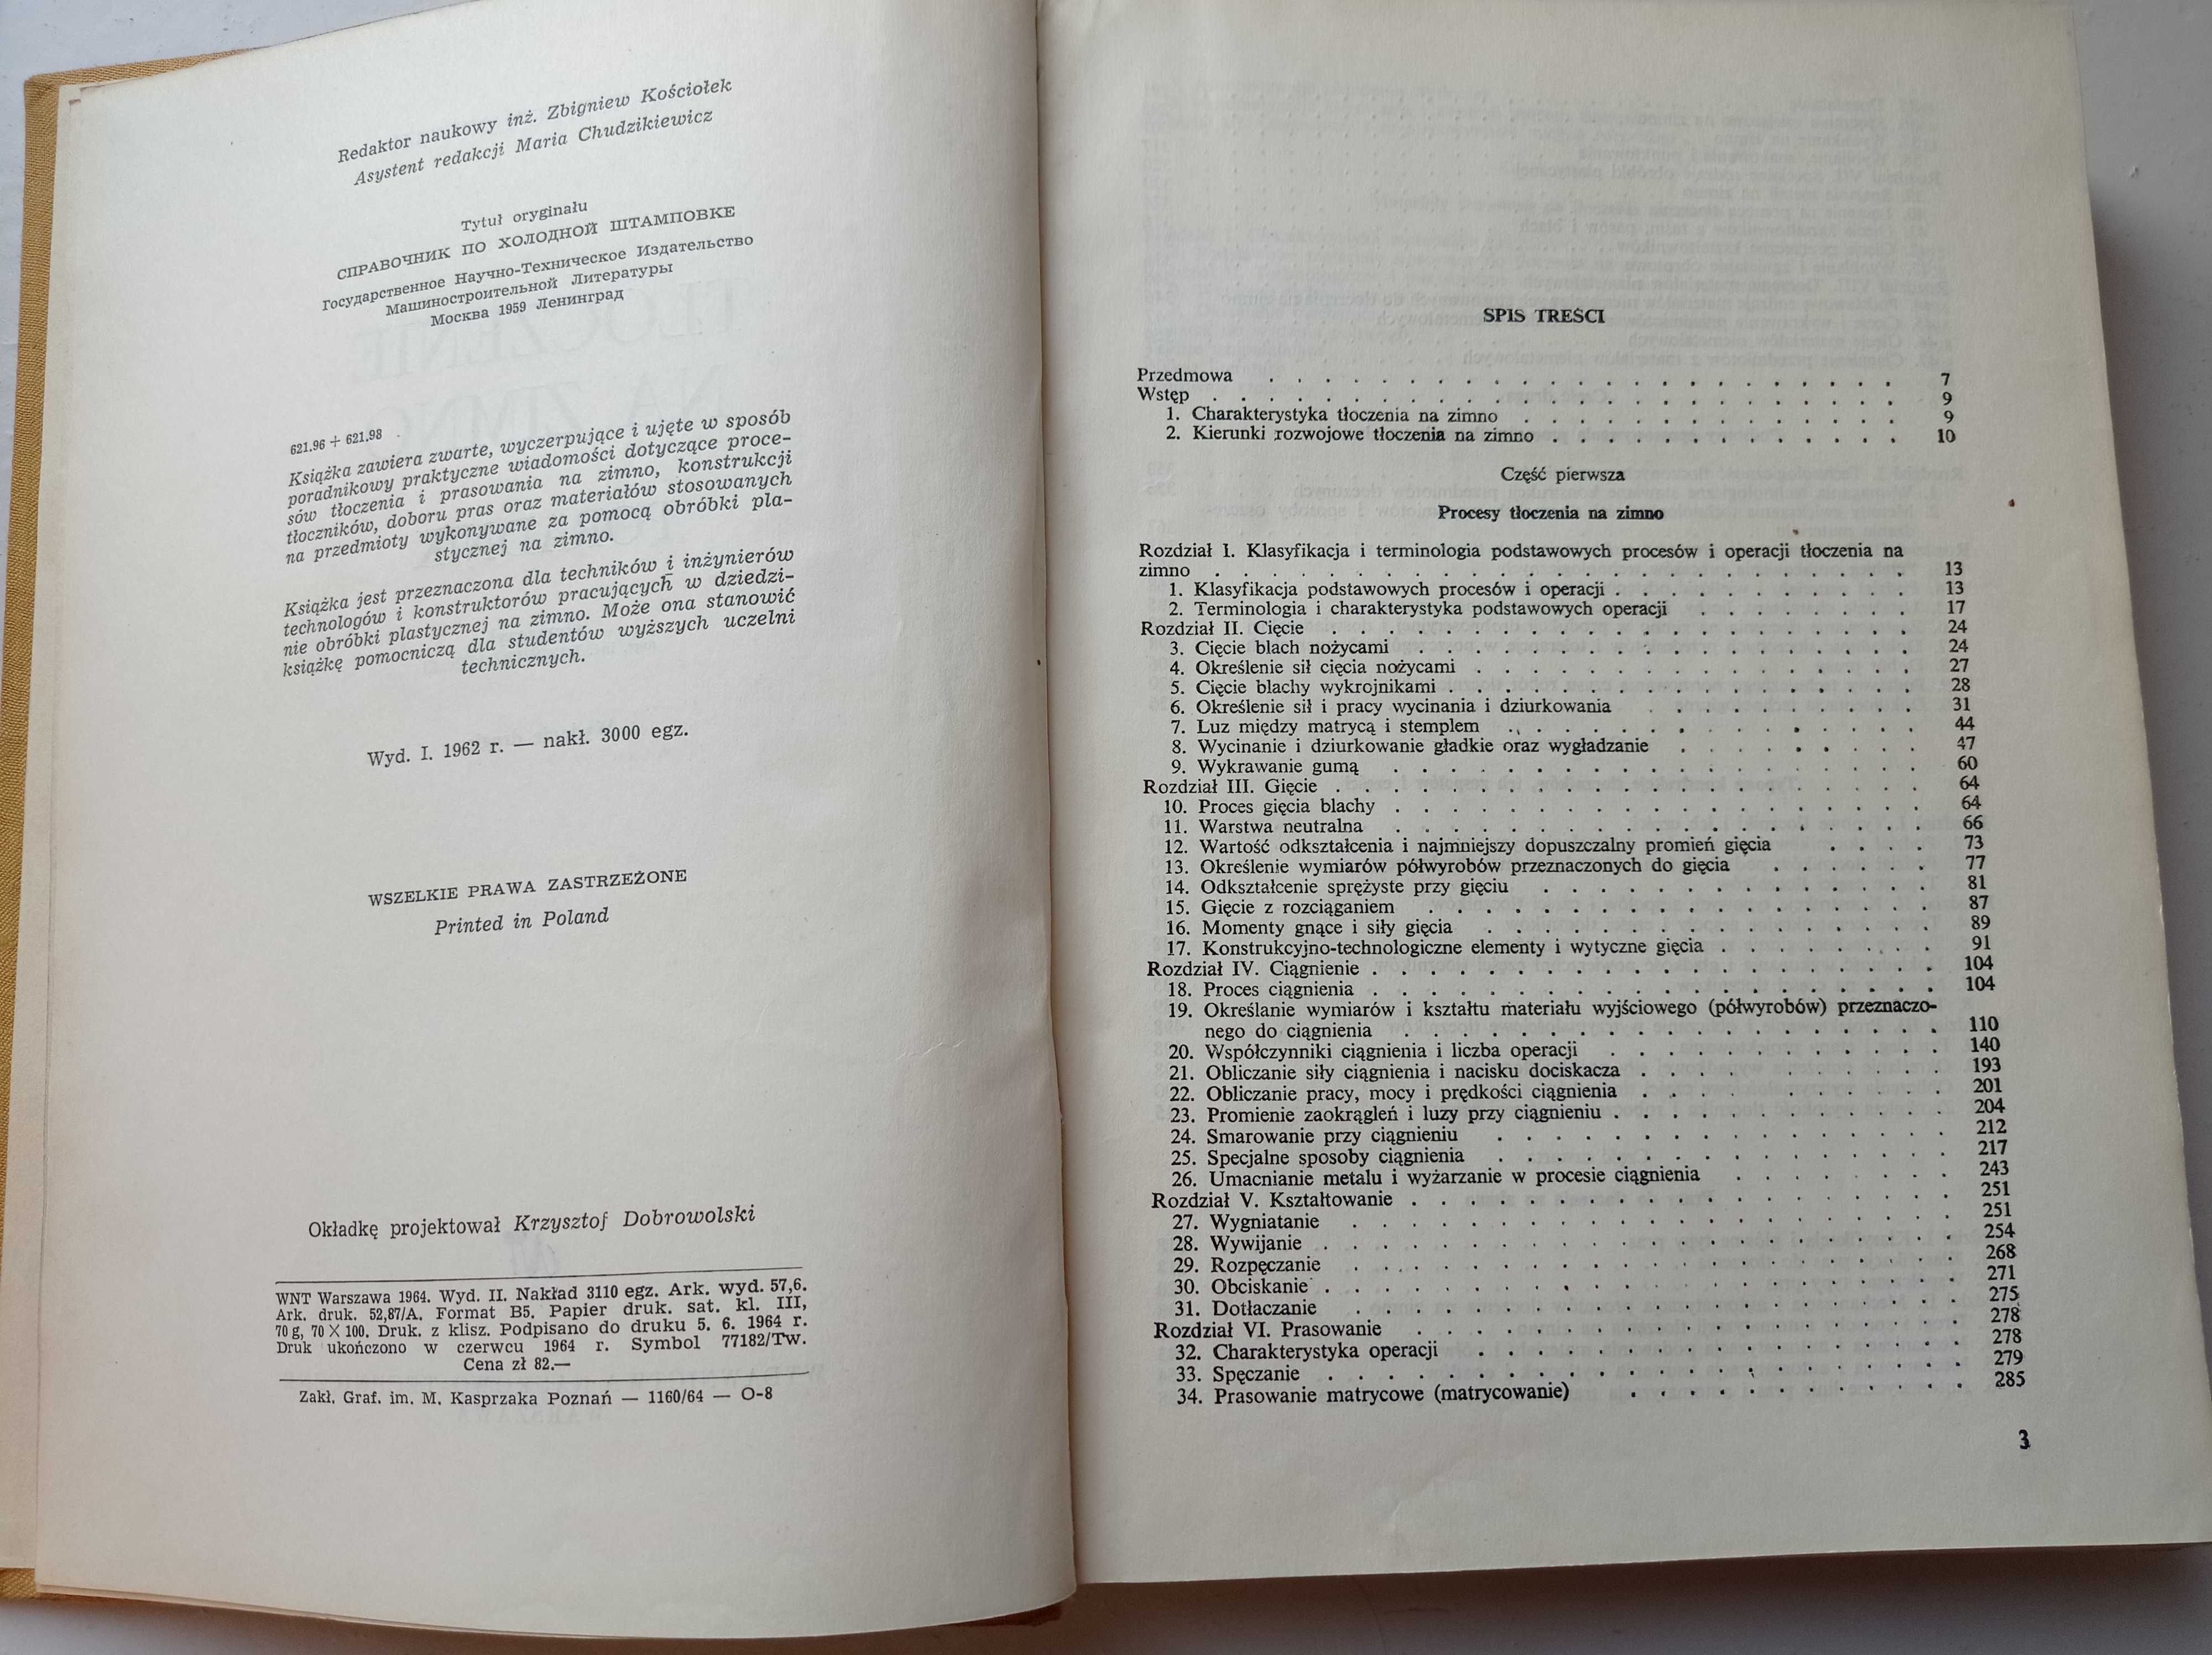 Redaktor naukowy inż. Zbigniew Kościołek
Asystent redakcji Maria Chudzikiewicz
Tytuł oryginału
СПРАВОЧНИК ПО ХОЛОДНОЙ ШТАМПОВКЕ
Государственное Научно-Техническое Издательство
Машиностроительной Литературы
Москва 1959 Ленинград
621.96 + 621.98
Książka zawiera zwarte, wyczerpujące i ujęte w sposób
poradnikowy praktyczne wiadomości dotyczące proce-
sów tłoczenia i prasowania na zimno, konstrukcji
tłoczników, doboru pras oraz materiałów stosowanych
na przedmioty wykonywane za pomocą obróbki pla-
stycznej na zimno.
Książka jest przeznaczona dla techników i inżynierów
technologów i konstruktorów pracujących w dziedzi-
nie obróbki plastycznej na zimno. Może ona stanowić
książkę pomocniczą dla studentów wyższych uczelni
technicznych.
Wyd. I. 1962 r. — nakł. 3000 egz.
WSZELKIE PRAWA ZASTRZEŻONE
Printed in Poland
Okładkę projektował Krzysztof Dobrowolski
WNT Warszawa 1964. Wyd. II. Nakład 3110 egz. Ark. wyd. 57,6.
Ark. druk. 52,87/A. Format B5. Papier druk. sat. kl. III,
70 g, 70 × 100. Druk. z klisz. Podpisano do druku 5. 6. 1964 r.
Druk ukończono w czerwcu 1964 r. Symbol 77182/Tw.
Cena zł 82.—
Zakł. Graf. im. M. Kasprzaka Poznań — 1160/64 — O-8
SPIS TREŚCI
Przedmowa . . . . . 7
Wstęp . . . . . 9
1. Charakterystyka tłoczenia na zimno . . . . . 9
2. Kierunki rozwojowe tłoczenia na zimno . . . . . 10
Część pierwsza
Procesy tłoczenia na zimno
Rozdział I. Klasyfikacja i terminologia podstawowych procesów i operacji tłoczenia na
zimno . . . . . 13
1. Klasyfikacja podstawowych procesów i operacji . . . . . 13
2. Terminologia i charakterystyka podstawowych operacji . . . . . 17
Rozdział II. Cięcie . . . . . 24
3. Cięcie blach nożycami . . . . . 24
4. Określenie sił cięcia nożycami . . . . . 27
5. Cięcie blachy wykrojnikami . . . . . 28
6. Określenie sił i pracy wycinania i dziurkowania . . . . . 31
7. Luz między matrycą i stemplem . . . . . 44
8. Wycinanie i dziurkowanie gładkie oraz wygładzanie . . . . . 47
9. Wykrawanie gumą . . . . . 60
Rozdział III. Gięcie . . . . . 64
10. Proces gięcia blachy . . . . . 64
11. Warstwa neutralna . . . . . 66
12. Wartość odkształcenia i najmniejszy dopuszczalny promień gięcia . . . . 73
13. Określenie wymiarów półwyrobów przeznaczonych do gięcia . . . . . 77
14. Odkształcenie sprężyste przy gięciu . . . . . 81
15. Gięcie z rozciąganiem . . . . . 87
16. Momenty gnące i siły gięcia . . . . . 89
17. Konstrukcyjno-technologiczne elementy i wytyczne gięcia . . . . . 91
Rozdział IV. Ciągnienie . . . . . 104
18. Proces ciągnienia . . . . . 104
19. Określanie wymiarów i kształtu materiału wyjściowego (półwyrobów) przeznaczo-
nego do ciągnienia . . . . . 110
20. Współczynniki ciągnienia i liczba operacji . . . . . 140
21. Obliczanie siły ciągnienia i nacisku dociskacza . . . . . 193
22. Obliczanie pracy, mocy i prędkości ciągnienia . . . . . 201
23. Promienie zaokrągleń i luzy przy ciągnieniu . . . . . 204
24. Smarowanie przy ciągnieniu . . . . . 212
25. Specjalne sposoby ciągnienia . . . . . 217
26. Umacnianie metalu i wyżarzanie w procesie ciągnienia . . . . . 243
Rozdział V. Kształtowanie . . . . . 251
27. Wygniatanie . . . . . 251
28. Wywijanie . . . . . 254
29. Rozpęczanie . . . . . 268
30. Obciskanie . . . . . 271
31. Dotłaczanie . . . . . 275
Rozdział VI. Prasowanie . . . . . 278
32. Charakterystyka operacji . . . . . 278
33. Spęczanie . . . . . 279
34. Prasowanie matrycowe (matrycowanie) . . . . . 285
3